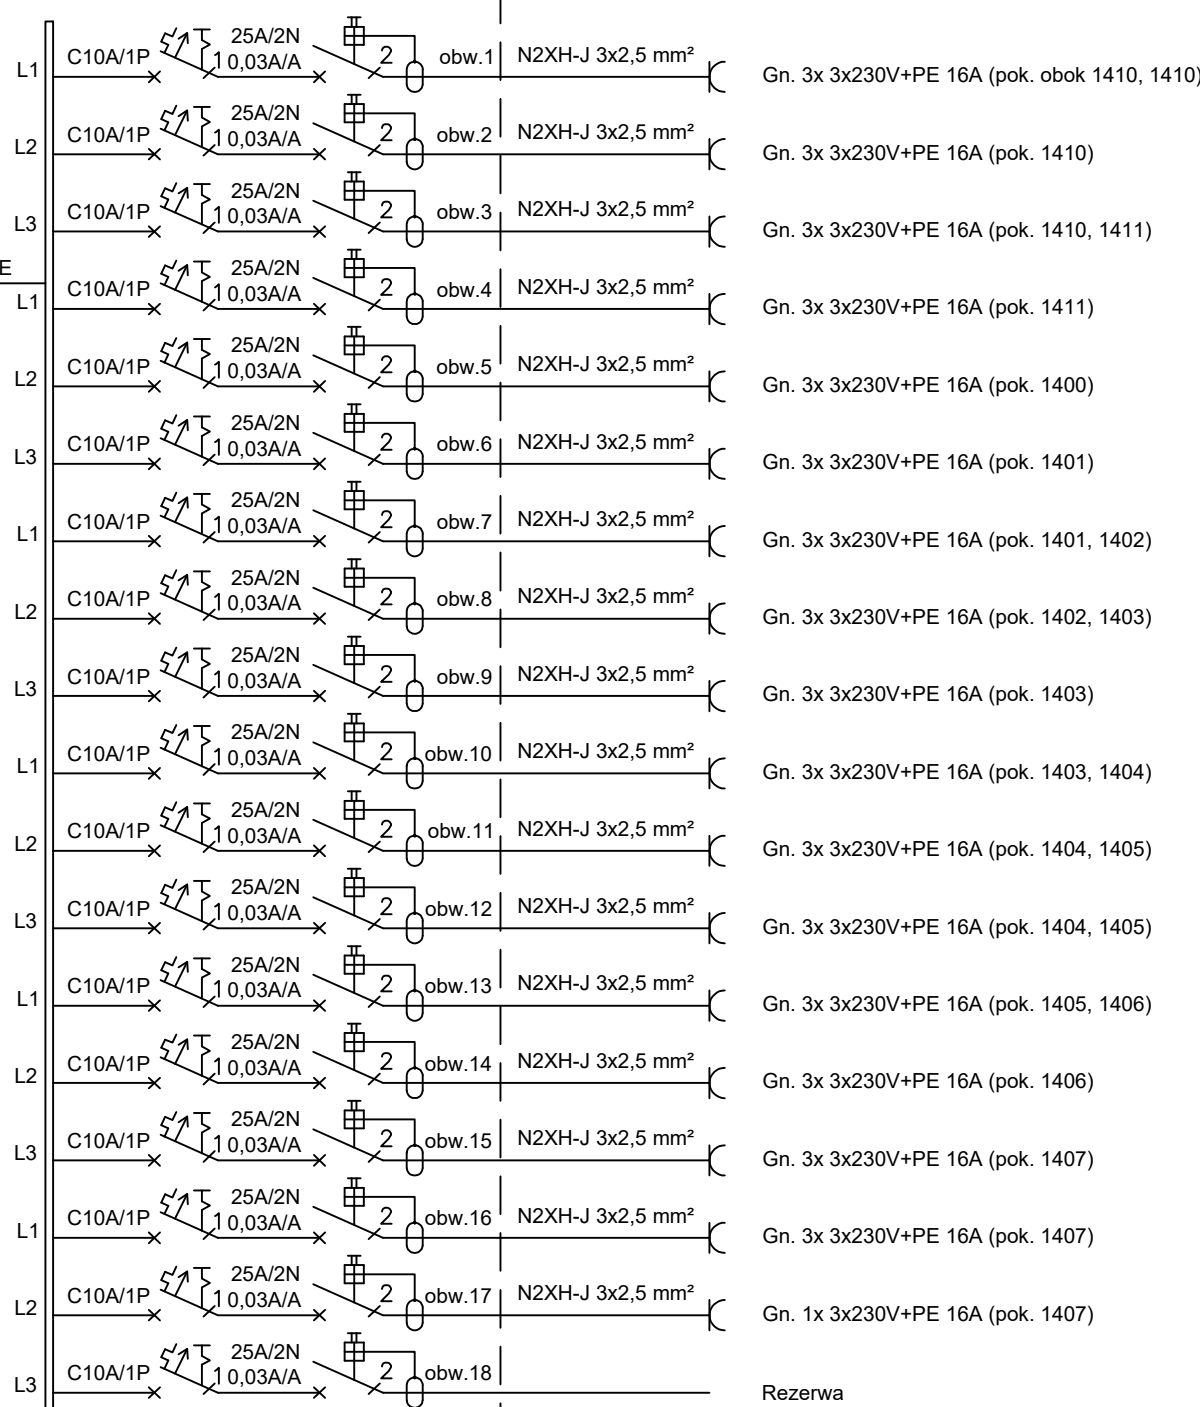 25A/2N
L1 C10A/1P 1 0,03A/A 2 obw.1 N2XH-J 3x2,5 mm² Gn. 3x 3x230V+PE 16A (pok. obok 1410, 1410)
25A/2N
L2 C10A/1P 1 0,03A/A 2 obw.2 N2XH-J 3x2,5 mm² Gn. 3x 3x230V+PE 16A (pok. 1410)
25A/2N
L3 C10A/1P 1 0,03A/A 2 obw.3 N2XH-J 3x2,5 mm² Gn. 3x 3x230V+PE 16A (pok. 1410, 1411)
E
25A/2N
L1 C10A/1P 1 0,03A/A 2 obw.4 N2XH-J 3x2,5 mm² Gn. 3x 3x230V+PE 16A (pok. 1411)
25A/2N
L2 C10A/1P 1 0,03A/A 2 obw.5 N2XH-J 3x2,5 mm² Gn. 3x 3x230V+PE 16A (pok. 1400)
25A/2N
L3 C10A/1P 1 0,03A/A 2 obw.6 N2XH-J 3x2,5 mm² Gn. 3x 3x230V+PE 16A (pok. 1401)
25A/2N
L1 C10A/1P 1 0,03A/A 2 obw.7 N2XH-J 3x2,5 mm² Gn. 3x 3x230V+PE 16A (pok. 1401, 1402)
25A/2N
L2 C10A/1P 1 0,03A/A 2 obw.8 N2XH-J 3x2,5 mm² Gn. 3x 3x230V+PE 16A (pok. 1402, 1403)
25A/2N
L3 C10A/1P 1 0,03A/A 2 obw.9 N2XH-J 3x2,5 mm² Gn. 3x 3x230V+PE 16A (pok. 1403)
25A/2N
L1 C10A/1P 1 0,03A/A 2 obw.10 N2XH-J 3x2,5 mm² Gn. 3x 3x230V+PE 16A (pok. 1403, 1404)
25A/2N
L2 C10A/1P 1 0,03A/A 2 obw.11 N2XH-J 3x2,5 mm² Gn. 3x 3x230V+PE 16A (pok. 1404, 1405)
25A/2N
L3 C10A/1P 1 0,03A/A 2 obw.12 N2XH-J 3x2,5 mm² Gn. 3x 3x230V+PE 16A (pok. 1404, 1405)
25A/2N
L1 C10A/1P 1 0,03A/A 2 obw.13 N2XH-J 3x2,5 mm² Gn. 3x 3x230V+PE 16A (pok. 1405, 1406)
25A/2N
L2 C10A/1P 1 0,03A/A 2 obw.14 N2XH-J 3x2,5 mm² Gn. 3x 3x230V+PE 16A (pok. 1406)
25A/2N
L3 C10A/1P 1 0,03A/A 2 obw.15 N2XH-J 3x2,5 mm² Gn. 3x 3x230V+PE 16A (pok. 1407)
25A/2N
L1 C10A/1P 1 0,03A/A 2 obw.16 N2XH-J 3x2,5 mm² Gn. 3x 3x230V+PE 16A (pok. 1407)
25A/2N
L2 C10A/1P 1 0,03A/A 2 obw.17 N2XH-J 3x2,5 mm² Gn. 1x 3x230V+PE 16A (pok. 1407)
25A/2N
L3 C10A/1P 1 0,03A/A 2 obw.18 Rezerwa